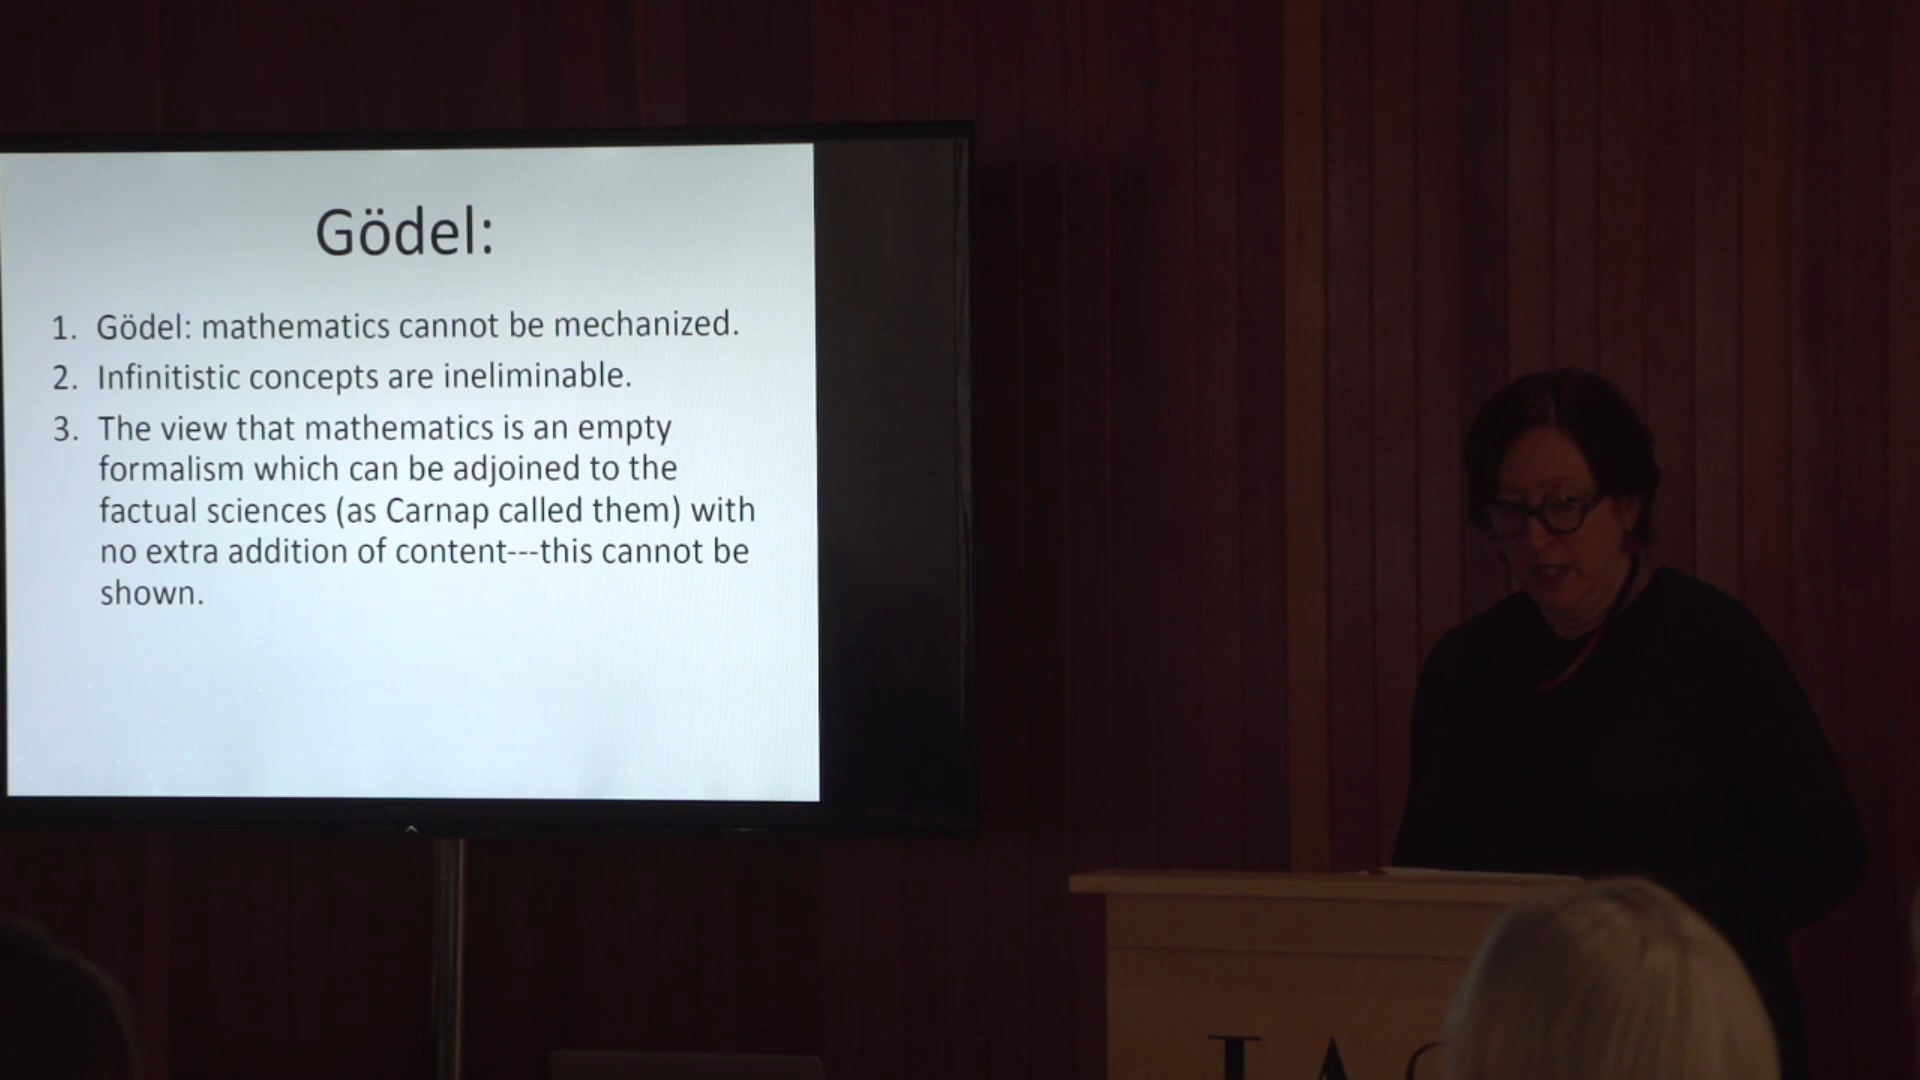 Gödel:
1. Gödel: mathematics cannot be mechanized.
2. Infinitistic concepts are ineliminable.
3. The view that mathematics is an empty
formalism which can be adjoined to the
factual sciences (as Carnap called them) with
no extra addition of content---this cannot be
shown.
IAS